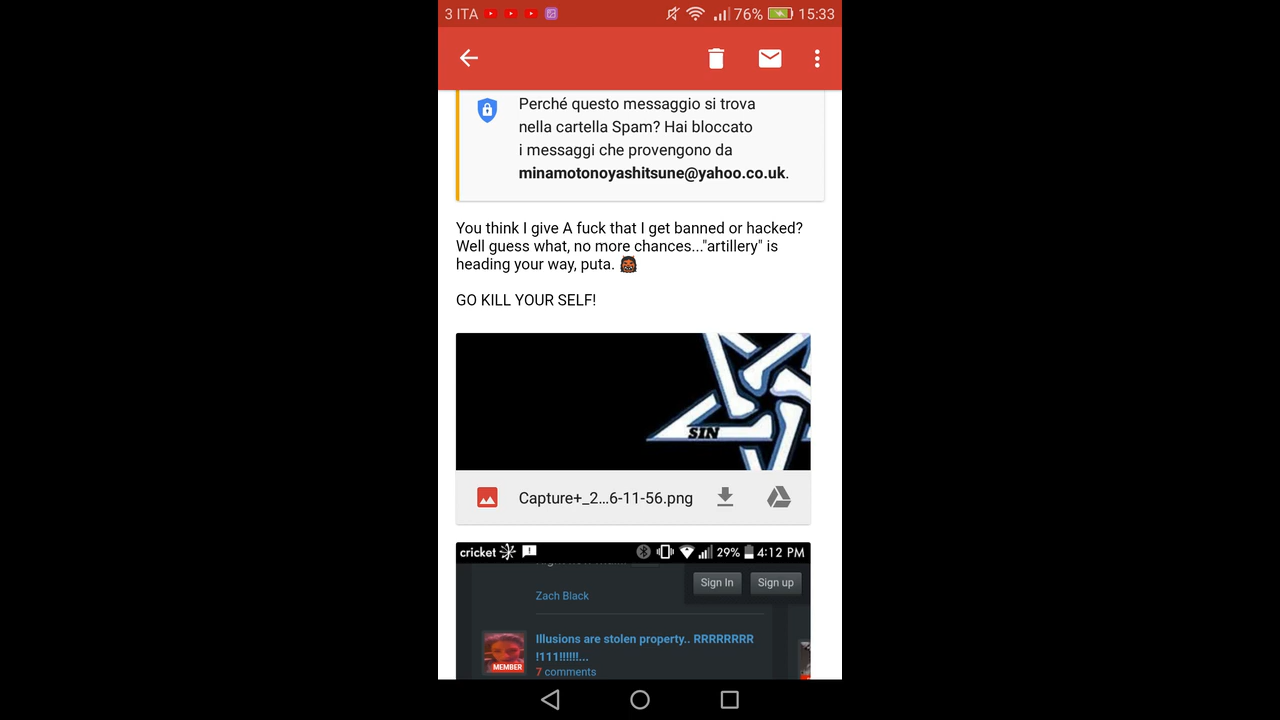 3 ITA 76% 15:33
Perché questo messaggio si trova
nella cartella Spam? Hai bloccato
i messaggi che provengono da
minamotonoyashitsune@yahoo.co.uk.
You think I give A fuck that I get banned or hacked?
Well guess what, no more chances..."artillery" is
heading your way, puta.
GO KILL YOUR SELF!
SIN
Capture+_2...6-11-56.png
cricket 29% 4:12 PM
Sign In Sign up
Zach Black
Illusions are stolen property.. RRRRRRRR
!111!!!!!!...
MEMBER
7 comments